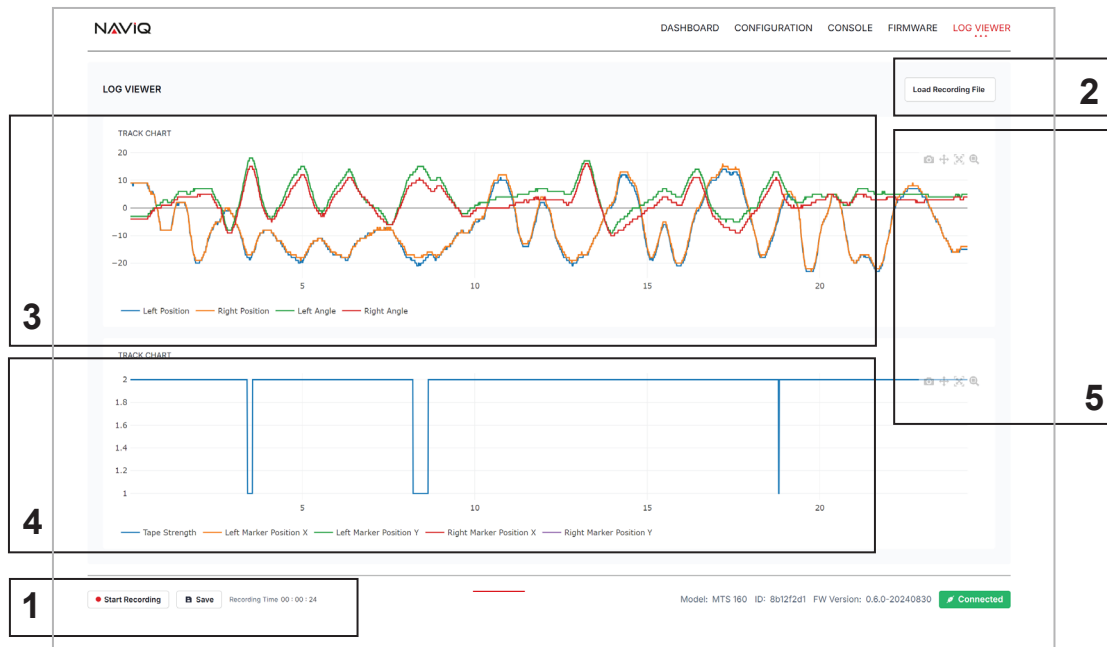 NAViQ
DASHBOARD CONFIGURATION CONSOLE FIRMWARE LOG VIEWER
LOG VIEWER
Load Recording File
2
TRACK CHART
20
10
0
−10
−20
5 10 15 20
Left Position Right Position Left Angle Right Angle
3
TRACK CHART
2
1.8
1.6
1.4
1.2
1
5 10 15 20
Tape Strength Left Marker Position X Left Marker Position Y Right Marker Position X Right Marker Position Y
4
5
1
Start Recording Save Recording Time 00 : 00 : 24
Model: MTS 160 ID: 8b12f2d1 FW Version: 0.6.0-20240830 Connected